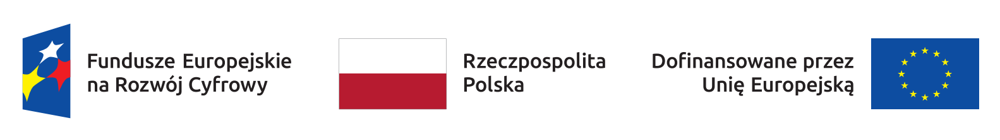 Fundusze Europejskie
na Rozwój Cyfrowy
Rzeczpospolita
Polska
Dofinansowane przez
Unię Europejską